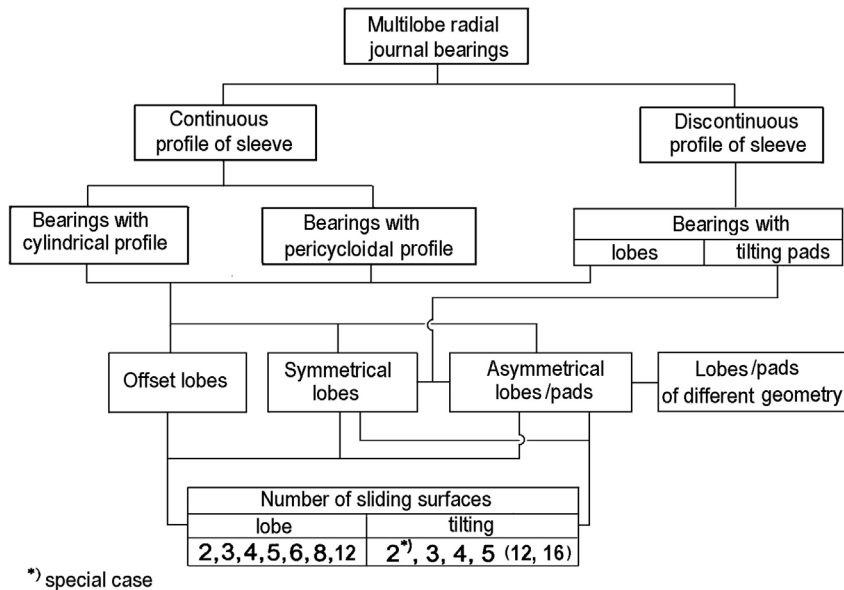 Multilobe radial
journal bearings
Continuous
profile of sleeve
Discontinuous
profile of sleeve
Bearings with
cylindrical profile
Bearings with
pericycloidal profile
Bearings with
lobes
tilting pads
Offset lobes
Symmetrical
lobes
Asymmetrical
lobes/pads
Lobes/pads
of different geometry
Number of sliding surfaces
lobe
tilting
2,3,4,5,6,8,12
2*), 3, 4, 5 (12, 16)
*) special case